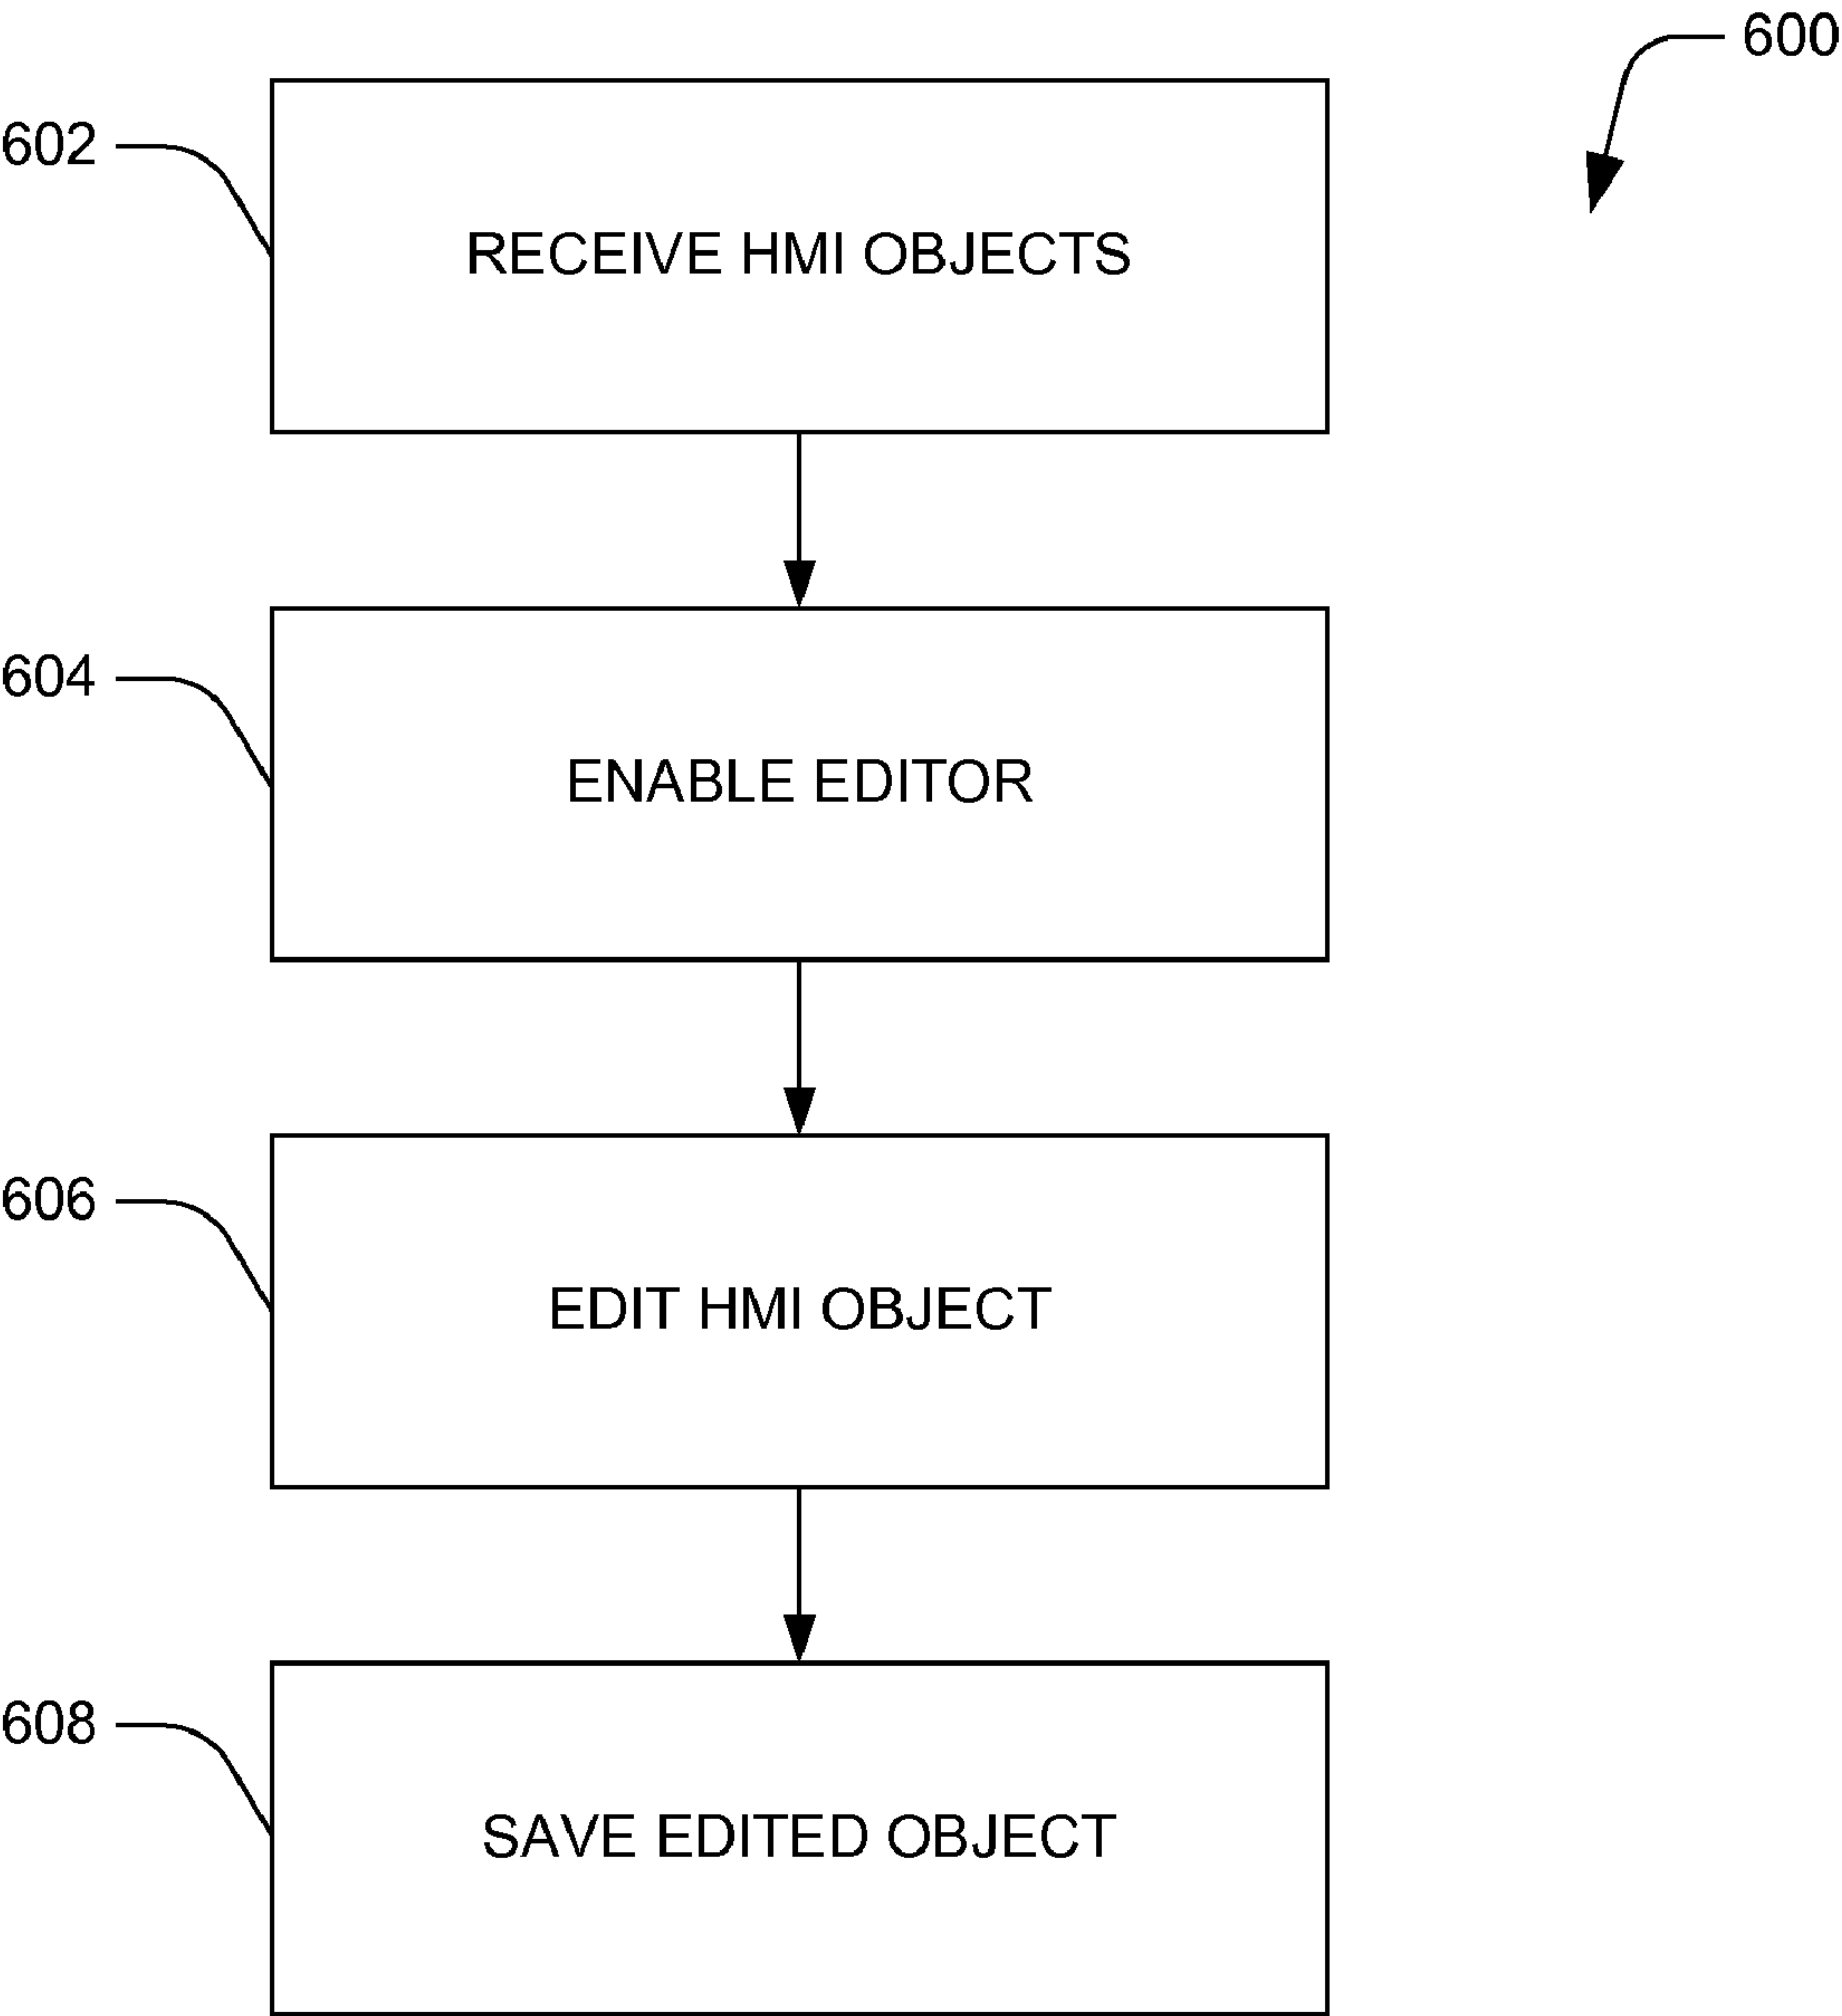 600
602
RECEIVE HMI OBJECTS
604
ENABLE EDITOR
606
EDIT HMI OBJECT
608
SAVE EDITED OBJECT